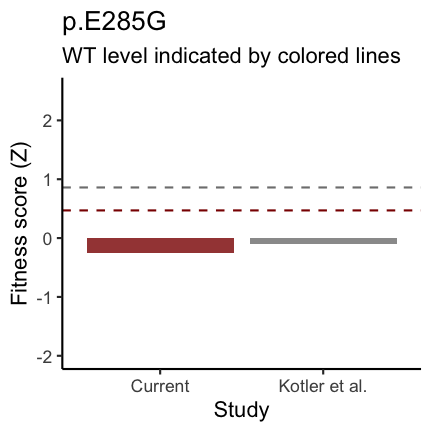 p.E285G
WT level indicated by colored lines
Fitness score (Z)
2
1
0
-1
-2
Current
Kotler et al.
Study